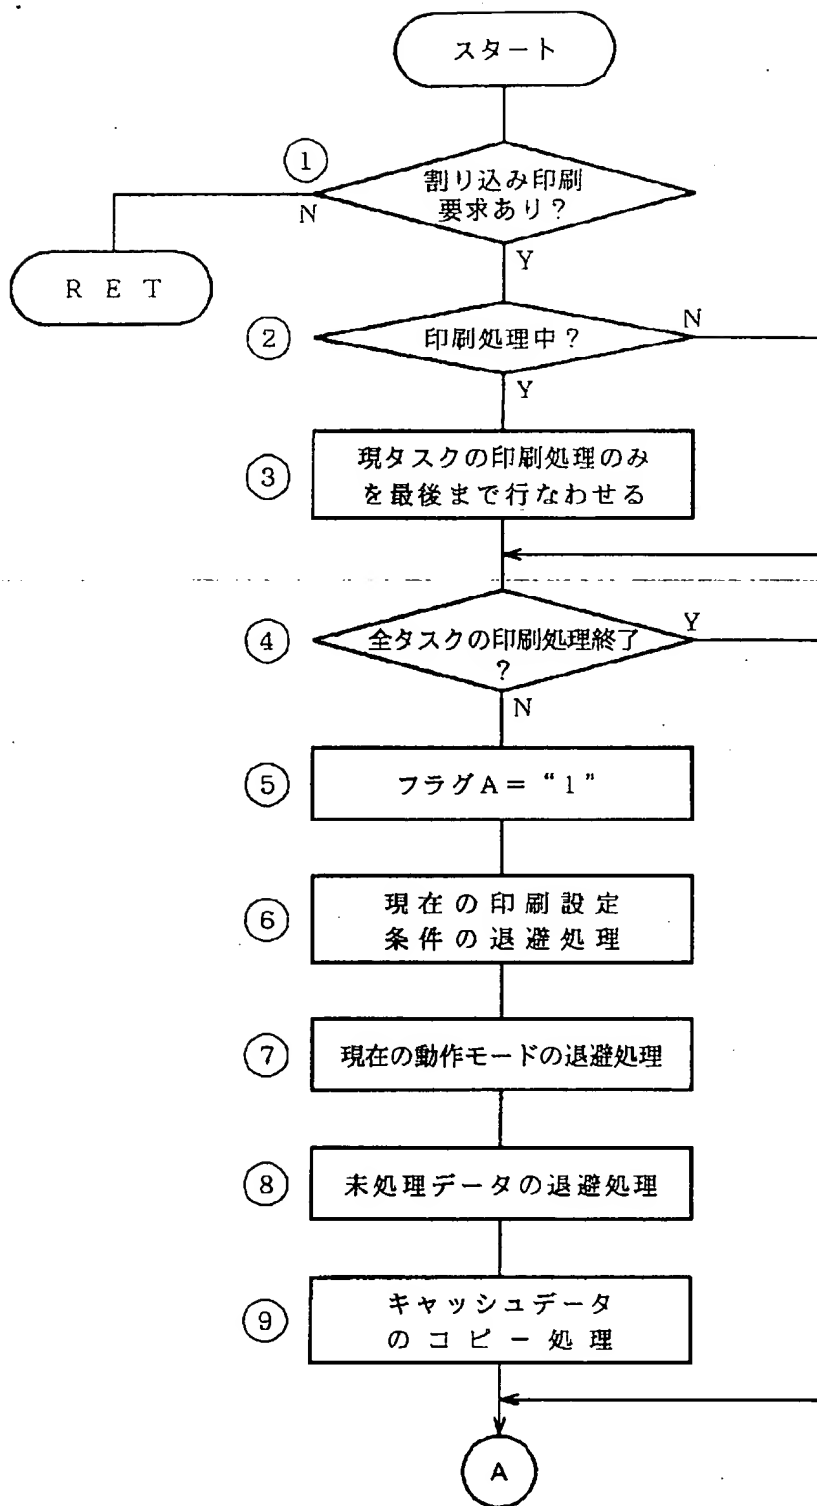 スタート
①
割り込み印刷
要求あり?
N
Y
RET
②
印刷処理中?
N
Y
③
現タスクの印刷処理のみ
を最後まで行なわせる
④
全タスクの印刷処理終了
?
Y
N
⑤
フラグA=“1”
⑥
現在の印刷設定
条件の退避処理
⑦
現在の動作モードの退避処理
⑧
未処理データの退避処理
⑨
キャッシュデータ
のコピー処理
A